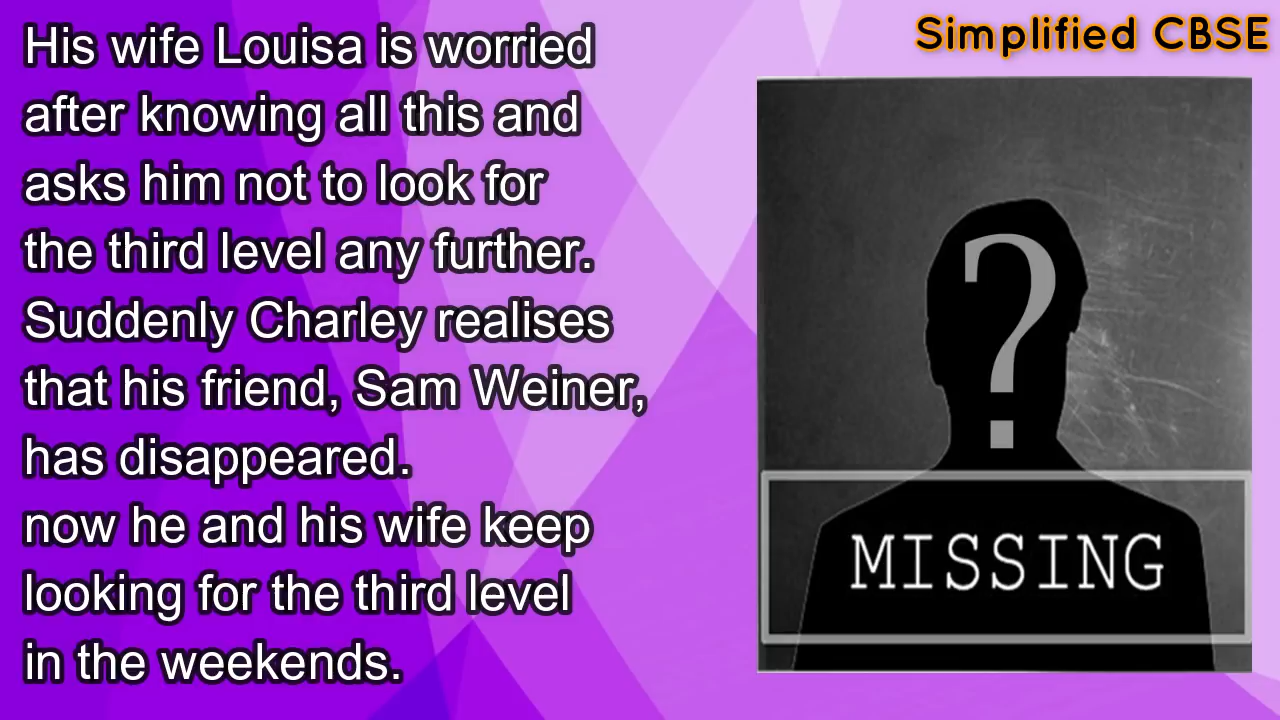 Simplified CBSE
His wife Louisa is worried
after knowing all this and
asks him not to look for
the third level any further.
Suddenly Charley realises
that his friend, Sam Weiner,
has disappeared.
now he and his wife keep
looking for the third level
in the weekends.
?
MISSING